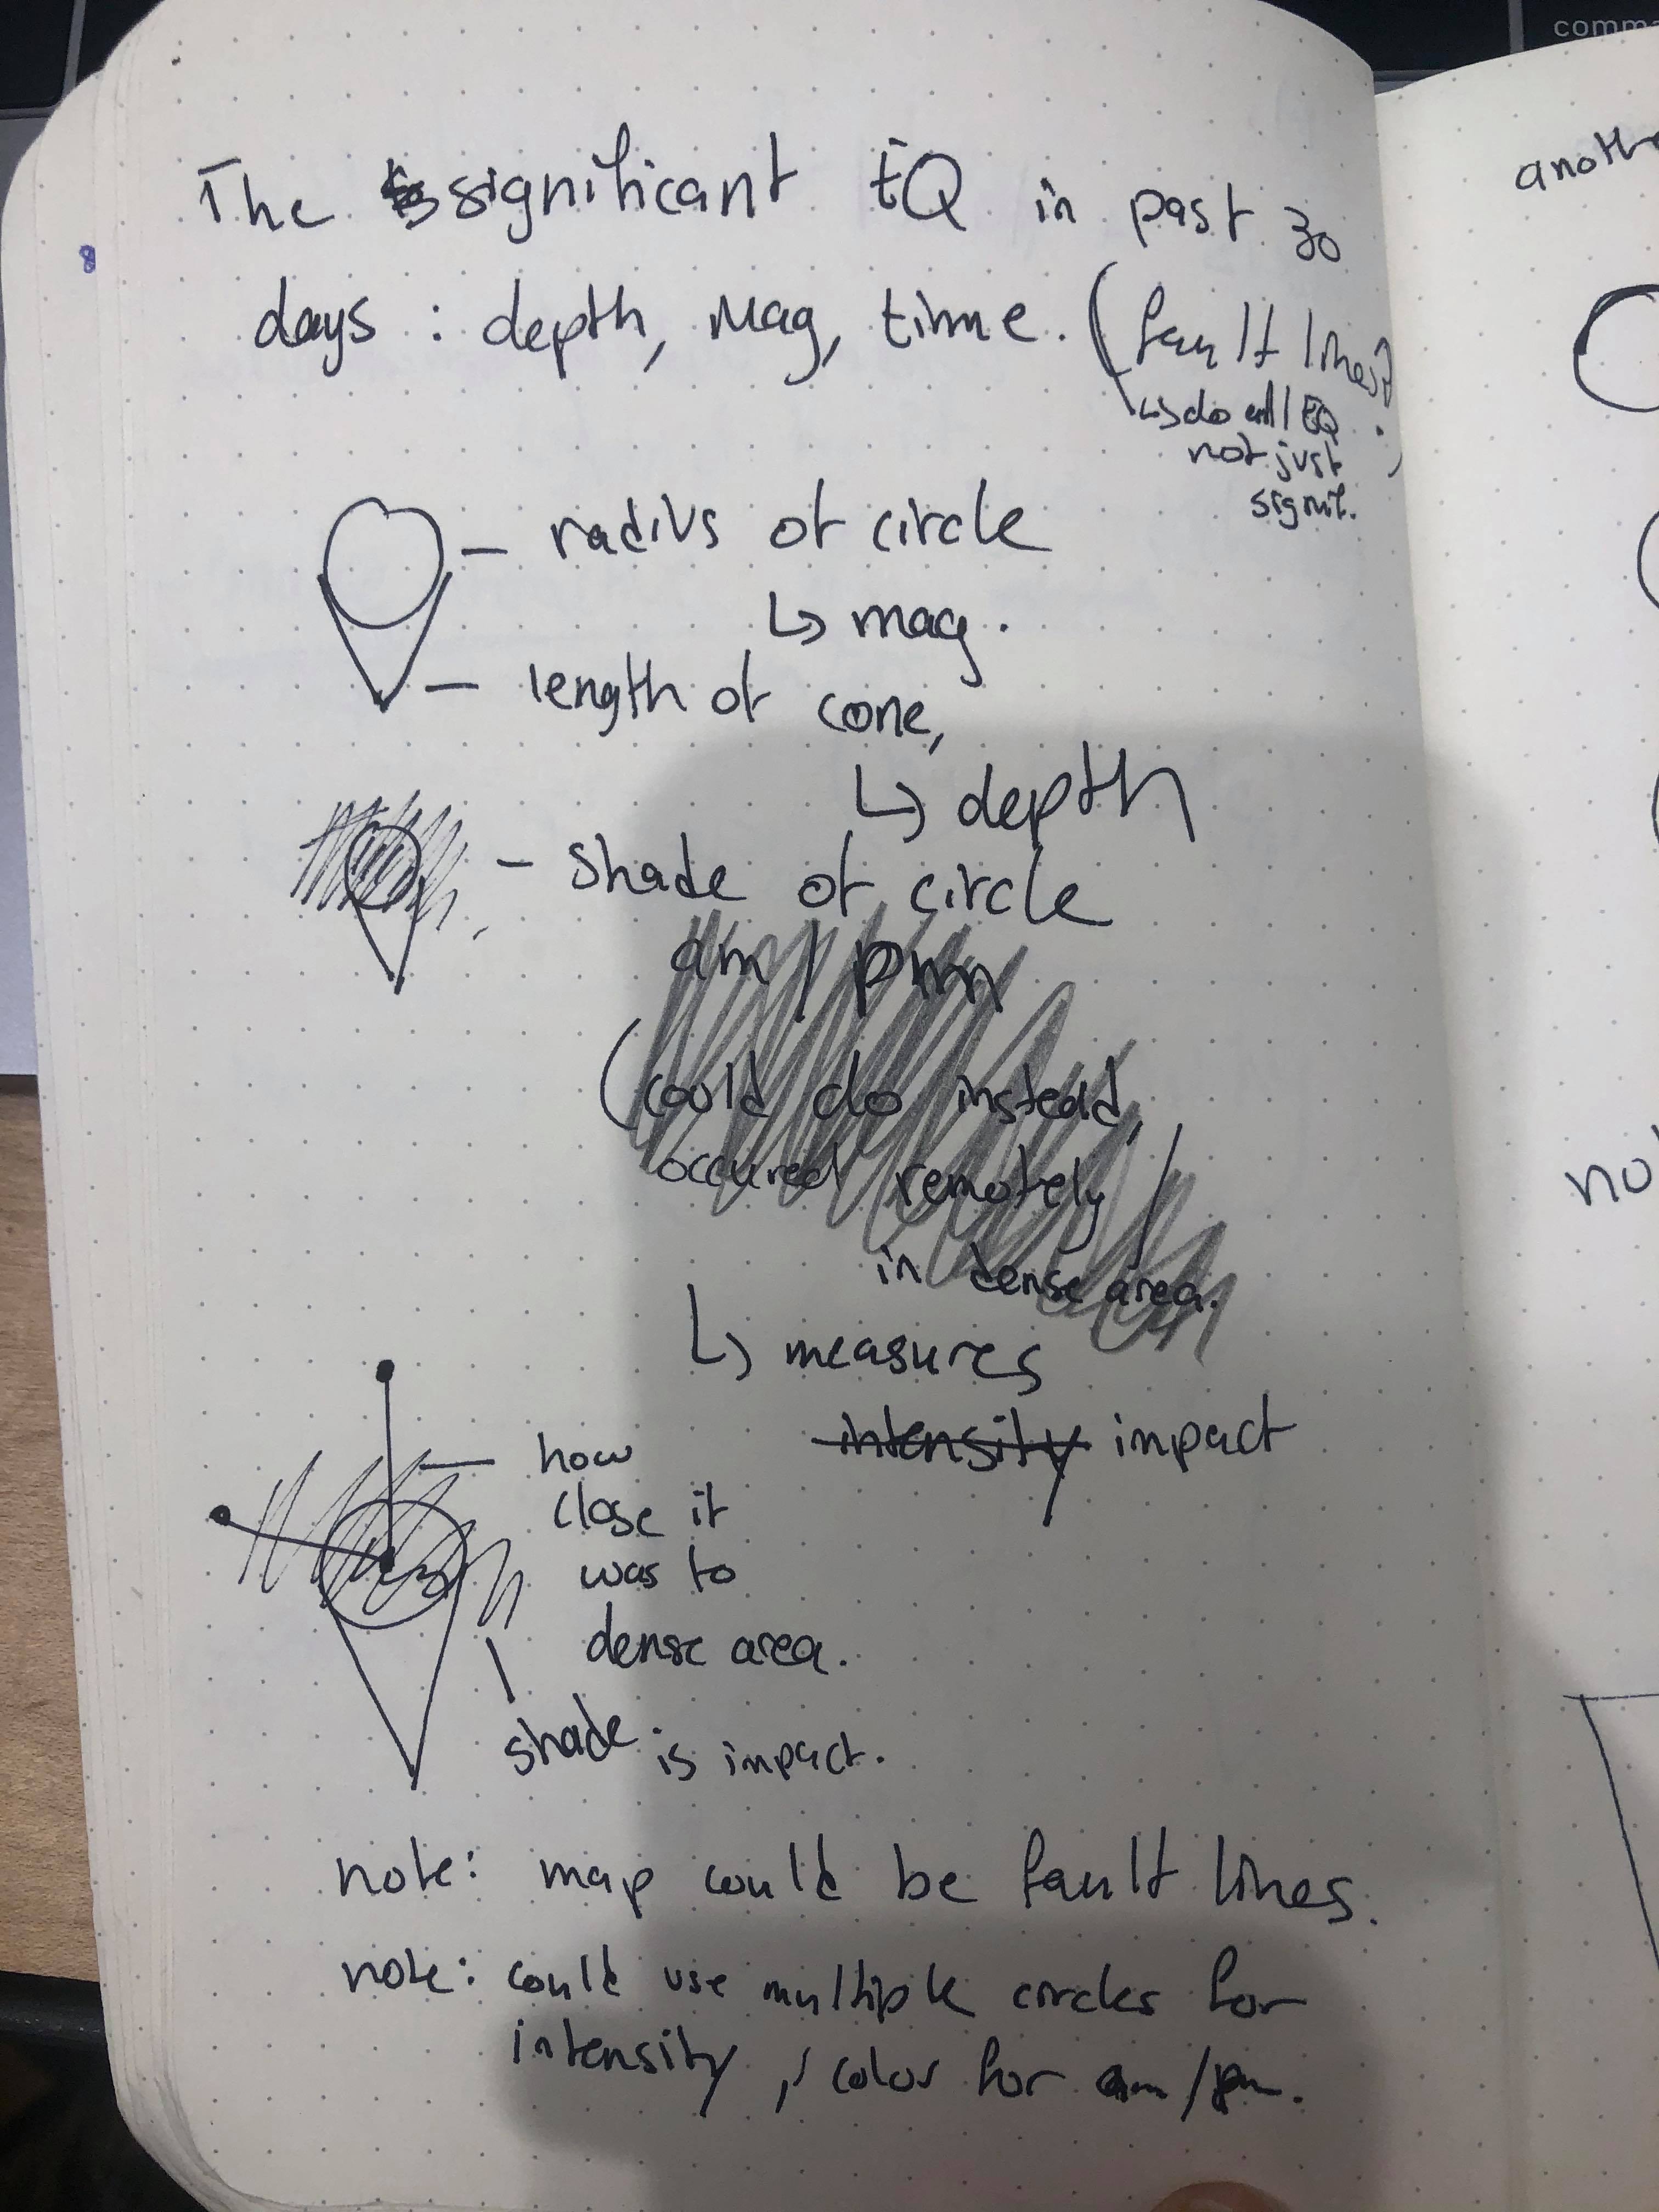 The significant EQ in past 30
days : depth, Mag, time. (fault lines?
↳ do all EQ
not just
signif.)
– radius of circle
↳ mag.
– length of cone,
↳ depth
– shade of circle
am / pm
(could do instead,
occured remotely /
in dense area.
↳ measures
intensity impact
how
close it
was to
dense area.
shade is impact.
note: map could be fault lines.
note: could use multiple circles for
intensity, / color for am/pm.
comma
anoth
no
8